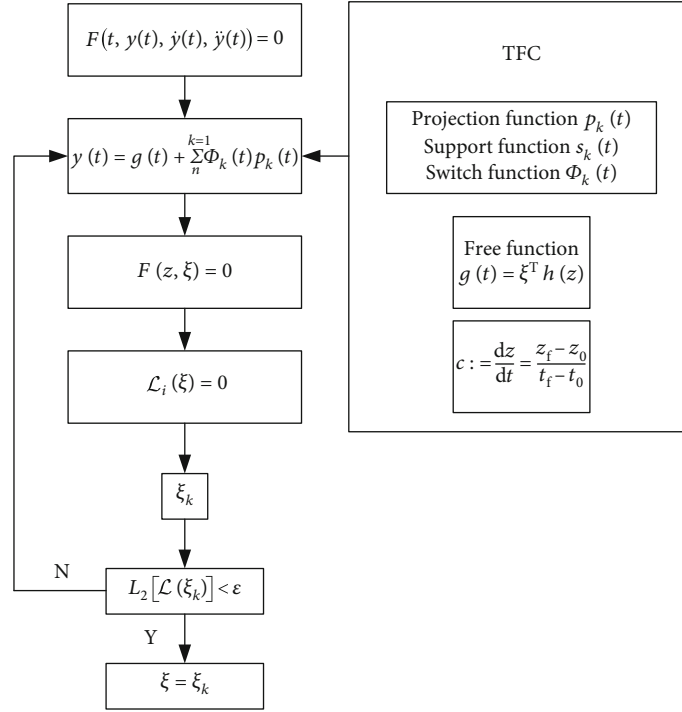 F(t, y(t), ẏ(t), ÿ(t)) = 0
y (t) = g (t) + Σ_n^{k=1} Φ_k (t) p_k (t)
F (z, ξ) = 0
ℒ_i (ξ) = 0
ξ_k
N
L_2 [ℒ (ξ_k)] < ε
Y
ξ = ξ_k
TFC
Projection function p_k (t)
Support function s_k (t)
Switch function Φ_k (t)
Free function
g (t) = ξ^T h (z)
c : = dz/dt = (z_f – z_0)/(t_f – t_0)